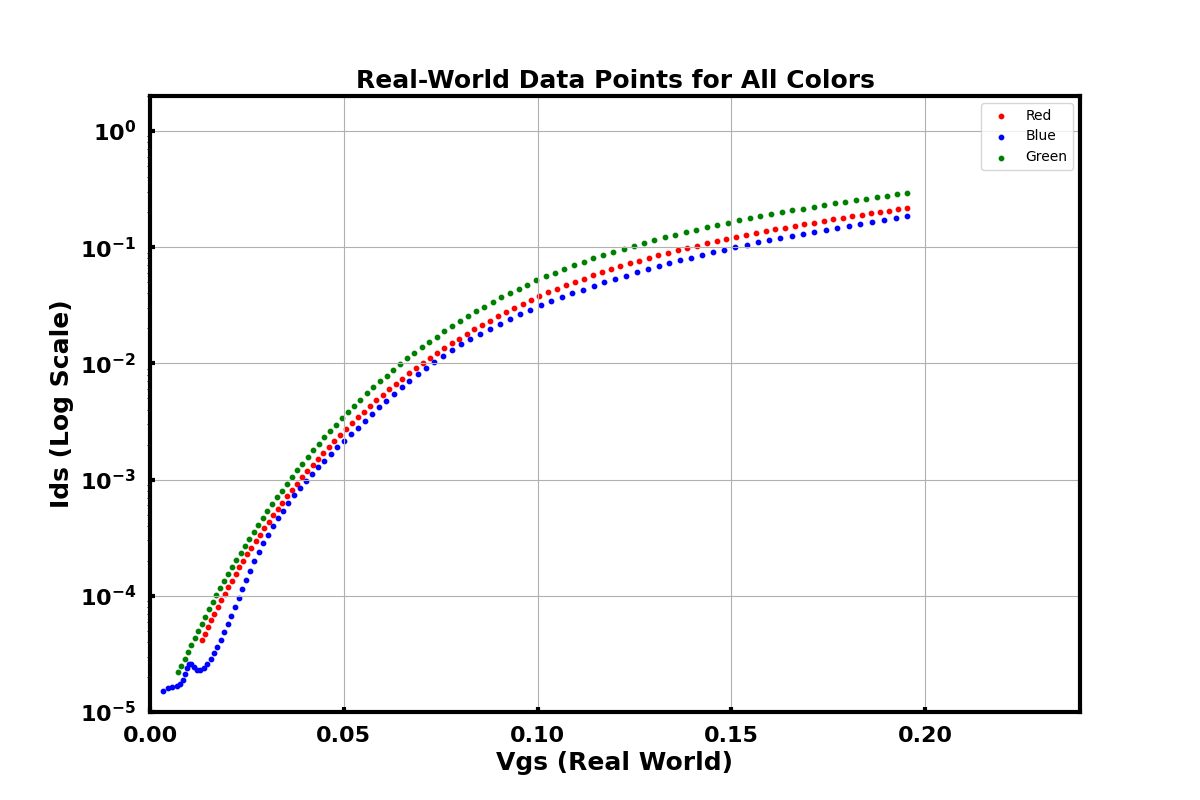 Real-World Data Points for All Colors
Red
Blue
Green
Ids (Log Scale)
10⁰
10⁻¹
10⁻²
10⁻³
10⁻⁴
10⁻⁵
0.00 0.05 0.10 0.15 0.20
Vgs (Real World)